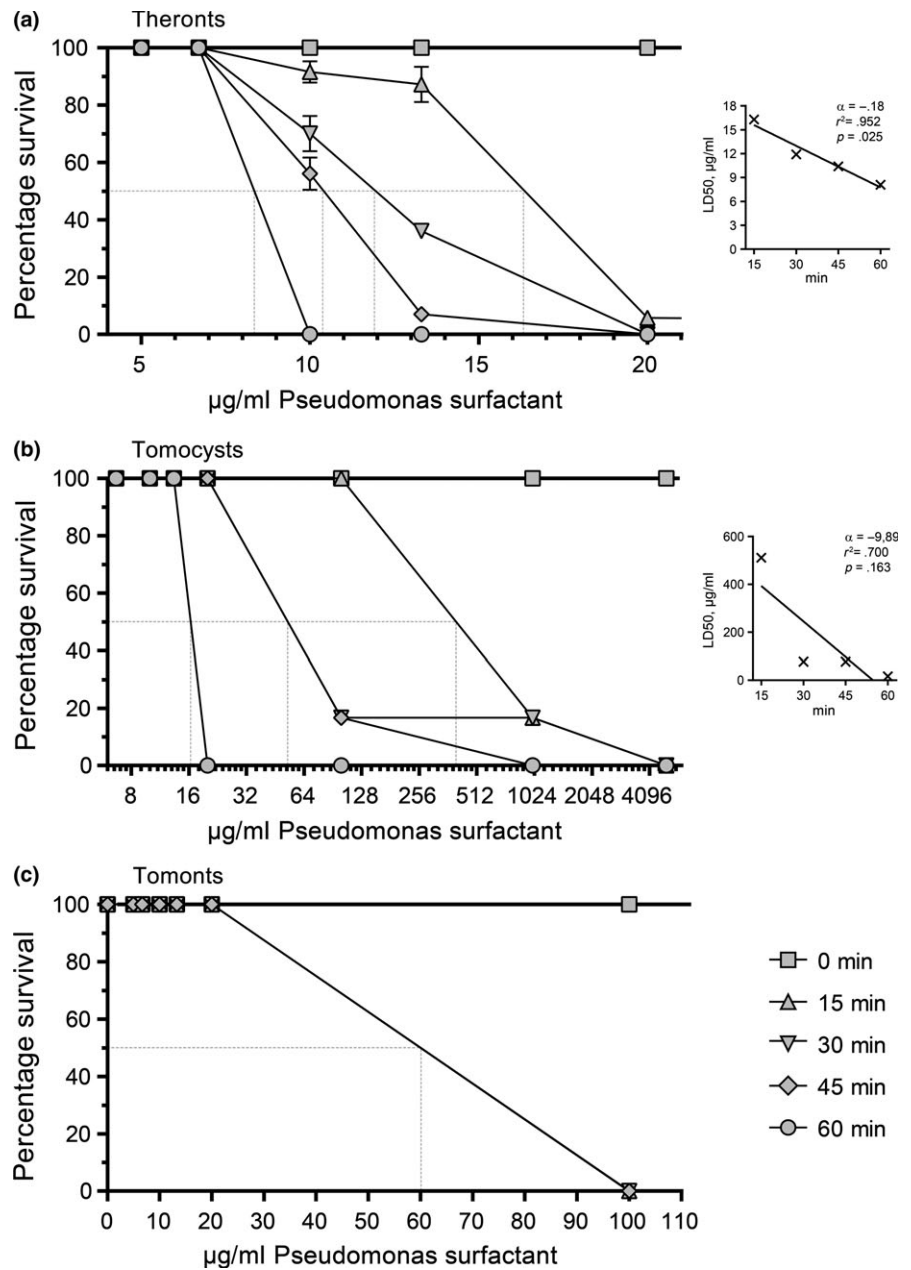 (a)
Theronts
Percentage survival
100
80
60
40
20
0
5
10
15
20
µg/ml Pseudomonas surfactant
LD50, µg/ml
18
15
12
9
6
3
0
α = –.18
r²= .952
p = .025
15
30
45
60
min
(b)
Tomocysts
Percentage survival
100
80
60
40
20
0
8
16
32
64
128
256
512
1024
2048
4096
µg/ml Pseudomonas surfactant
LD50, µg/ml
600
400
200
0
α = –9,89
r²= .700
p = .163
15
30
45
60
min
(c)
Tomonts
Percentage survival
100
80
60
40
20
0
0
10
20
30
40
50
60
70
80
90
100
110
µg/ml Pseudomonas surfactant
0 min
15 min
30 min
45 min
60 min